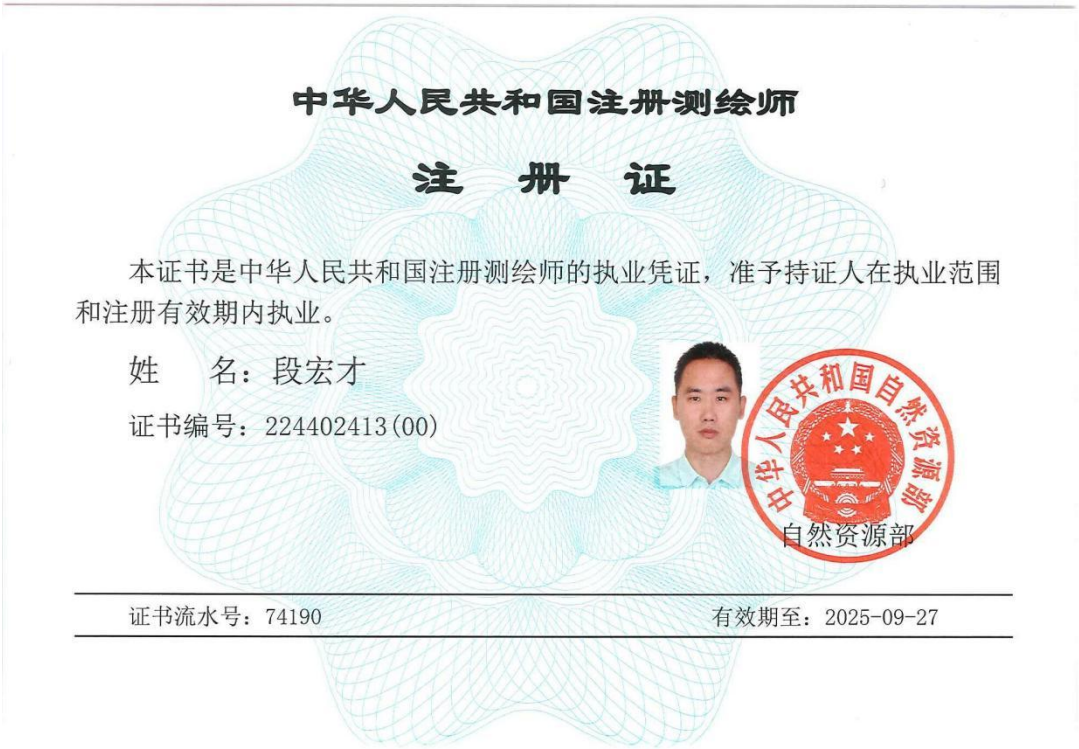 中华人民共和国注册测绘师
注 册 证
本证书是中华人民共和国注册测绘师的执业凭证，准予持证人在执业范围
和注册有效期内执业。
姓 名：段宏才
证书编号：224402413(00)
中华人民共和国自然资源部
自然资源部
证书流水号：74190
有效期至：2025-09-27